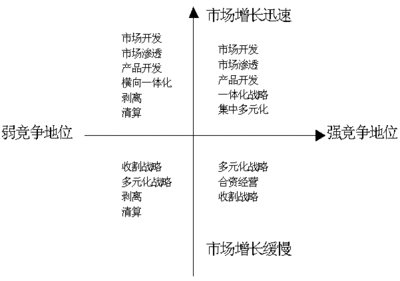 市场增长迅速
市场开发
市场渗透
产品开发
横向一体化
剥离
清算
市场开发
市场渗透
产品开发
一体化战略
集中多元化
弱竞争地位
强竞争地位
收割战略
多元化战略
剥离
清算
多元化战略
合资经营
收割战略
市场增长缓慢